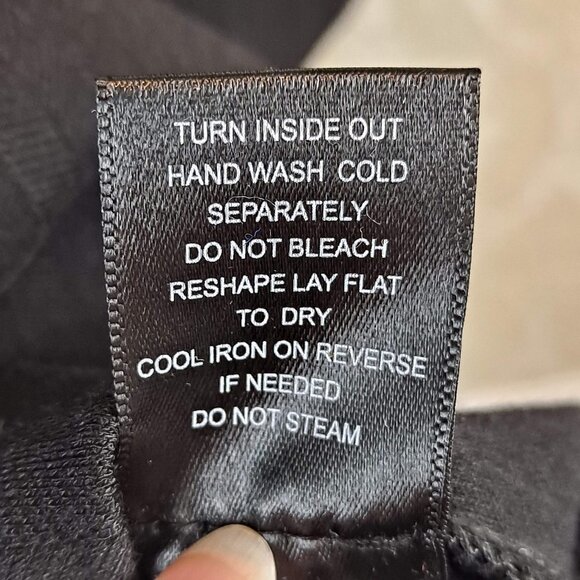 TURN INSIDE OUT
HAND WASH COLD
SEPARATELY
DO NOT BLEACH
RESHAPE LAY FLAT
TO DRY
COOL IRON ON REVERSE
IF NEEDED
DO NOT STEAM